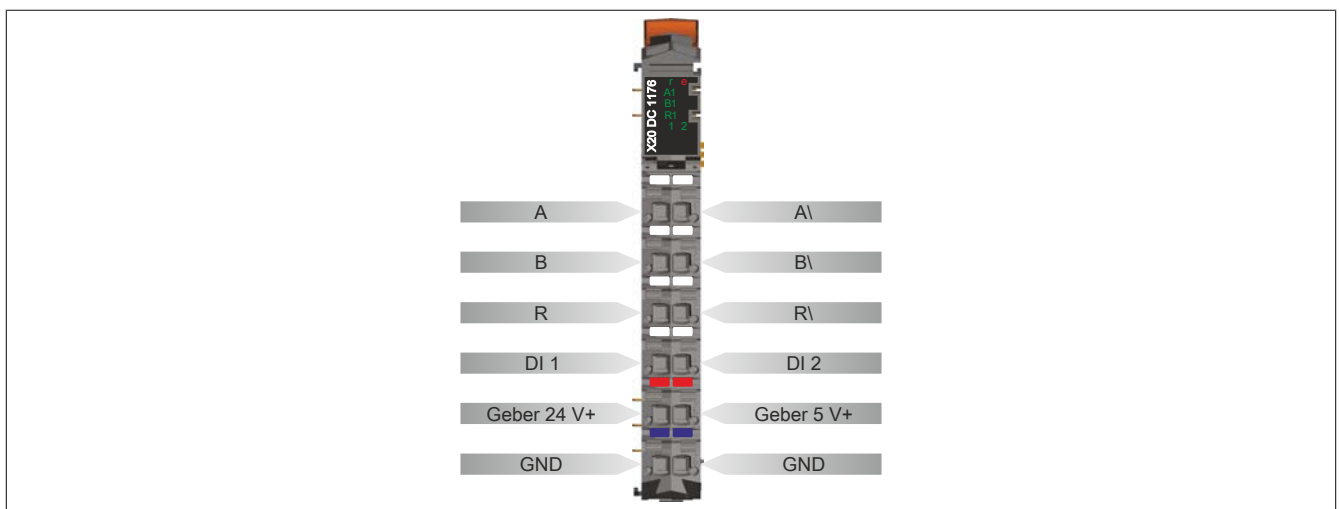 X20 DC 1176
r e
A1
B1
R1
1 2
A A\
B B\
R R\
DI 1 DI 2
Geber 24 V+ Geber 5 V+
GND GND